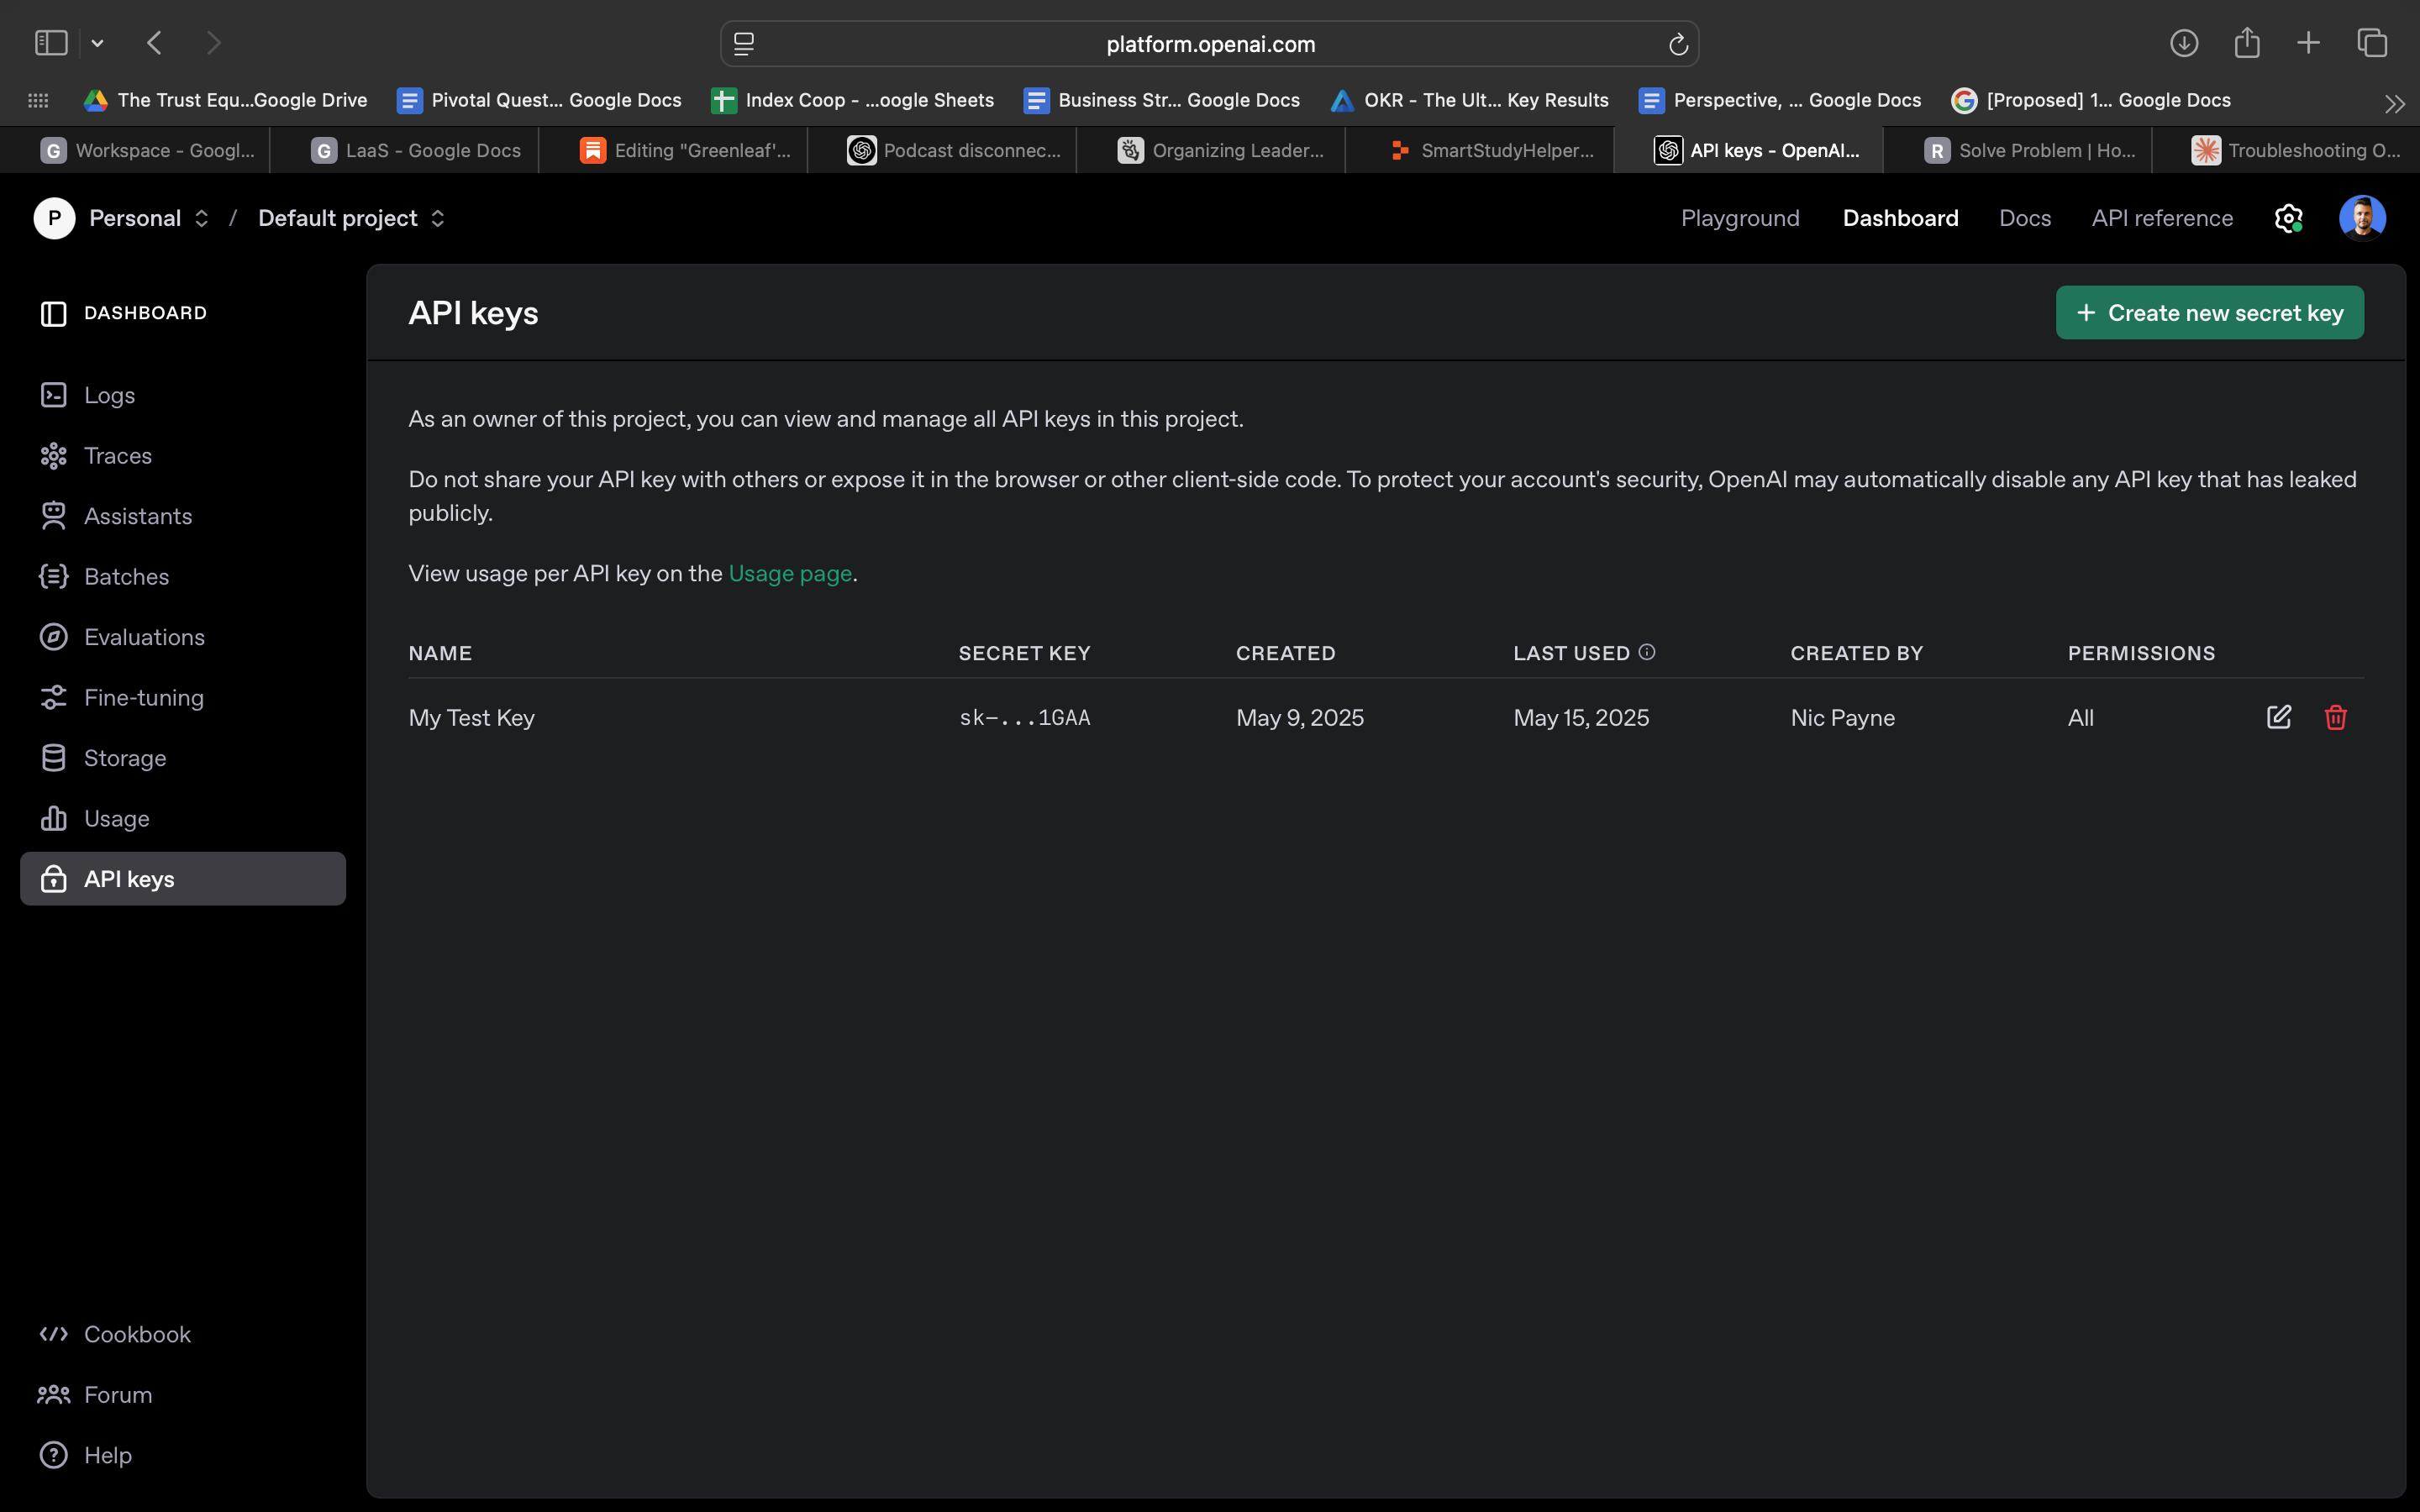 platform.openai.com
The Trust Equ...Google Drive
Pivotal Quest... Google Docs
Index Coop - ...oogle Sheets
Business Str... Google Docs
OKR - The Ult... Key Results
Perspective, ... Google Docs
[Proposed] 1... Google Docs
G Workspace - Googl...
G LaaS - Google Docs
Editing "Greenleaf'...
Podcast disconnec...
Organizing Leader...
SmartStudyHelper...
API keys - OpenAI...
R Solve Problem | Ho...
Troubleshooting O...
P Personal / Default project
Playground
Dashboard
Docs
API reference
DASHBOARD
Logs
Traces
Assistants
Batches
Evaluations
Fine-tuning
Storage
Usage
API keys
Cookbook
Forum
Help
API keys
+ Create new secret key
As an owner of this project, you can view and manage all API keys in this project.
Do not share your API key with others or expose it in the browser or other client-side code. To protect your account's security, OpenAI may automatically disable any API key that has leaked
publicly.
View usage per API key on the Usage page.
NAME SECRET KEY CREATED LAST USED CREATED BY PERMISSIONS
My Test Key sk-...1GAA May 9, 2025 May 15, 2025 Nic Payne All